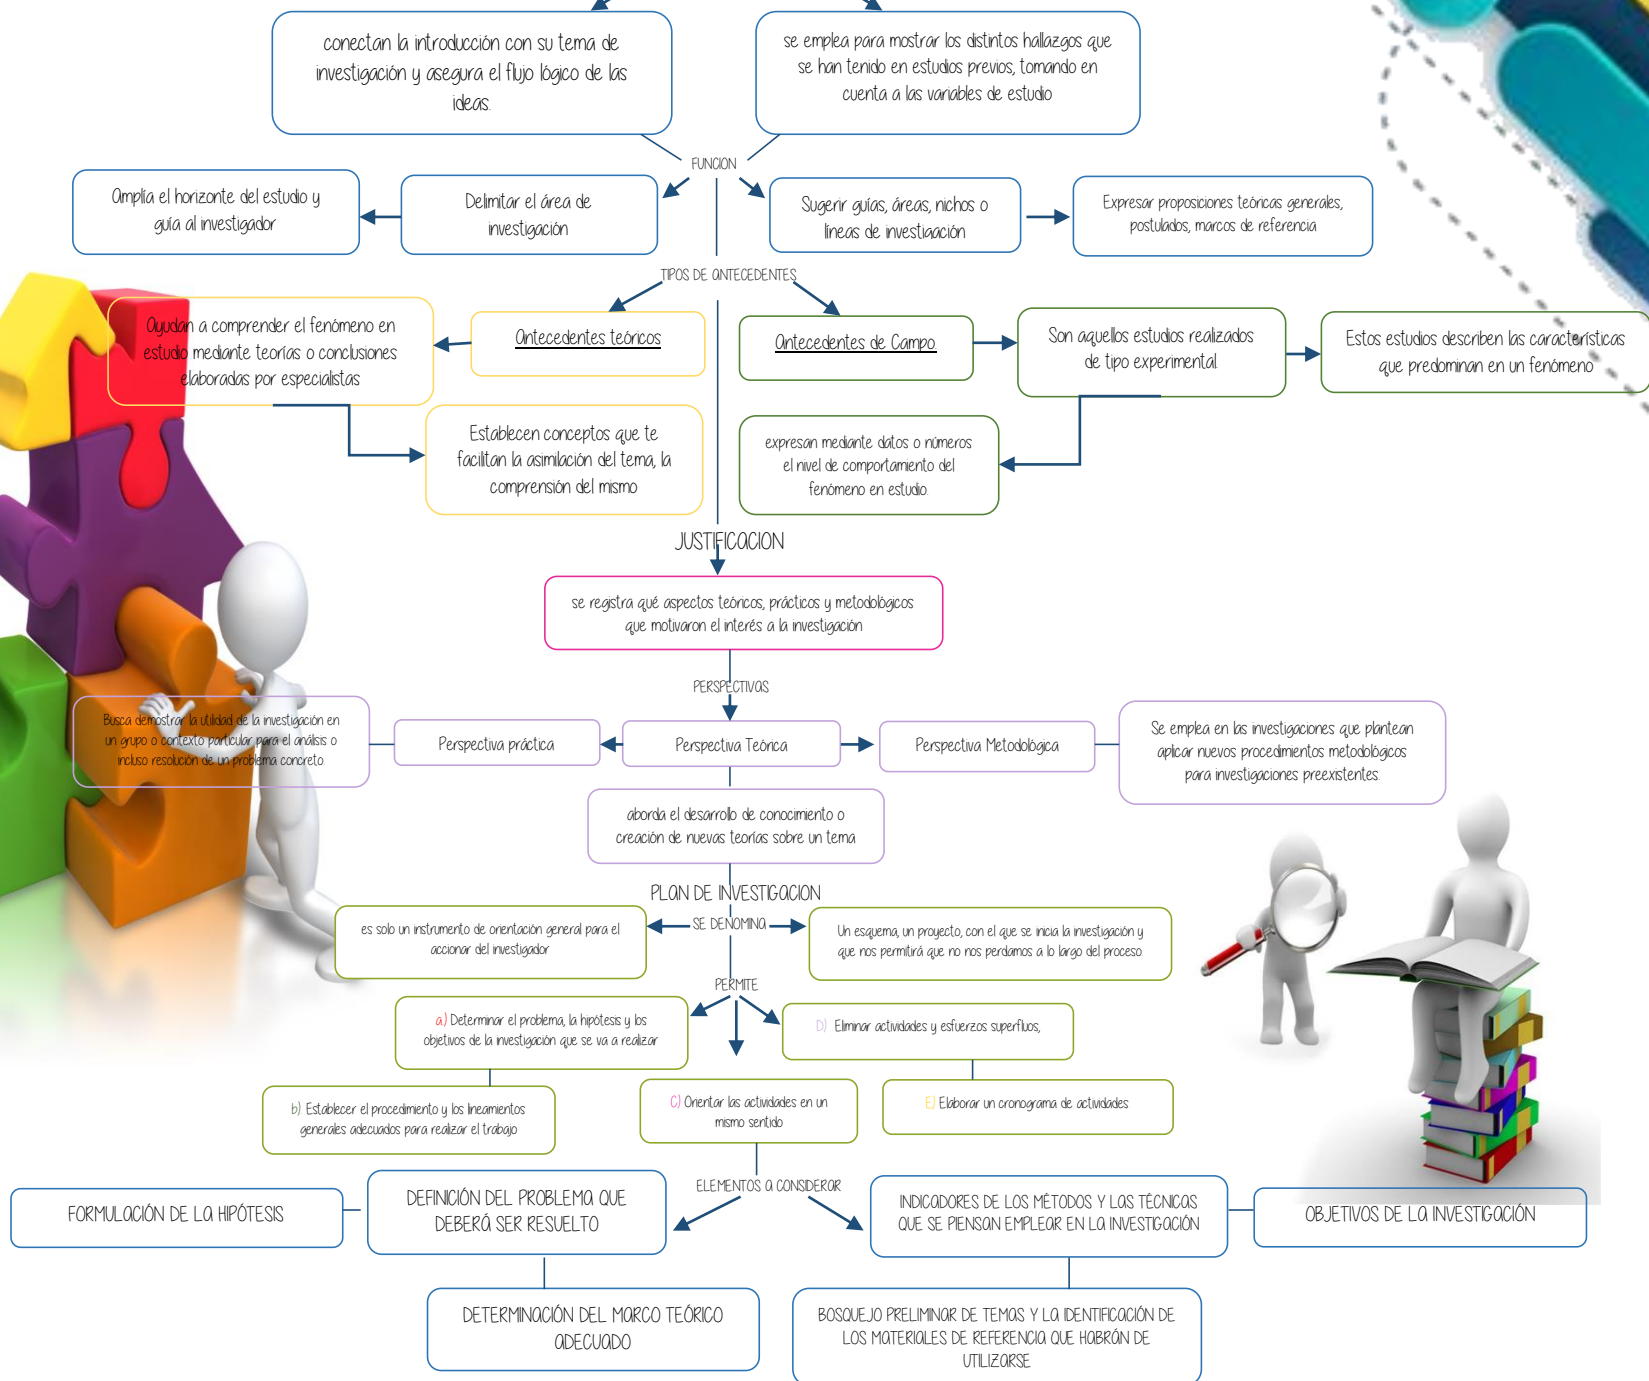 conectan la introducción con su tema de
investigación y asegura el flujo lógico de las
ideas.
se emplea para mostrar los distintos hallazgos que
se han tenido en estudios previos, tomando en
cuenta a las variables de estudio
FUNCION
Amplía el horizonte del estudio y
guía al investigador
Delimitar el área de
investigación
Sugerir guías, áreas, nichos o
líneas de investigación
Expresar proposiciones teóricas generales,
postulados, marcos de referencia
TIPOS DE ANTECEDENTES
Ayudan a comprender el fenómeno en
estudio mediante teorías o conclusiones
elaboradas por especialistas
Antecedentes teóricos
Antecedentes de Campo.
Son aquellos estudios realizados
de tipo experimental.
Estos estudios describen las características
que predominan en un fenómeno
Establecen conceptos que te
facilitan la asimilación del tema, la
comprensión del mismo
expresan mediante datos o números
el nivel de comportamiento del
fenómeno en estudio.
JUSTIFICACION
se registra qué aspectos teóricos, prácticos y metodológicos
que motivaron el interés a la investigación
PERSPECTIVAS
Busca demostrar la utilidad de la investigación en
un grupo o contexto particular para el análisis o
incluso resolución de un problema concreto.
Perspectiva práctica
Perspectiva Teórica
Perspectiva Metodológica
Se emplea en las investigaciones que plantean
aplicar nuevos procedimientos metodológicos
para investigaciones preexistentes.
aborda el desarrollo de conocimiento o
creación de nuevas teorías sobre un tema
PLAN DE INVESTIGACION
SE DENOMINA
es solo un instrumento de orientación general para el
accionar del investigador
Un esquema, un proyecto, con el que se inicia la investigación y
que nos permitirá que no nos perdamos a lo largo del proceso.
PERMITE
a) Determinar el problema, la hipótesis y los
objetivos de la investigación que se va a realizar
D) Eliminar actividades y esfuerzos superfluos,
b) Establecer el procedimiento y los lineamientos
generales adecuados para realizar el trabajo
C) Orientar las actividades en un
mismo sentido
E) Elaborar un cronograma de actividades
ELEMENTOS A CONSIDERAR
FORMULACIÓN DE LA HIPÓTESIS
DEFINICIÓN DEL PROBLEMA QUE
DEBERÁ SER RESUELTO
INDICADORES DE LOS MÉTODOS Y LAS TÉCNICAS
QUE SE PIENSAN EMPLEAR EN LA INVESTIGACIÓN
OBJETIVOS DE LA INVESTIGACIÓN
DETERMINACIÓN DEL MARCO TEÓRICO
ADECUADO
BOSQUEJO PRELIMINAR DE TEMAS Y LA IDENTIFICACIÓN DE
LOS MATERIALES DE REFERENCIA QUE HABRÁN DE
UTILIZARSE